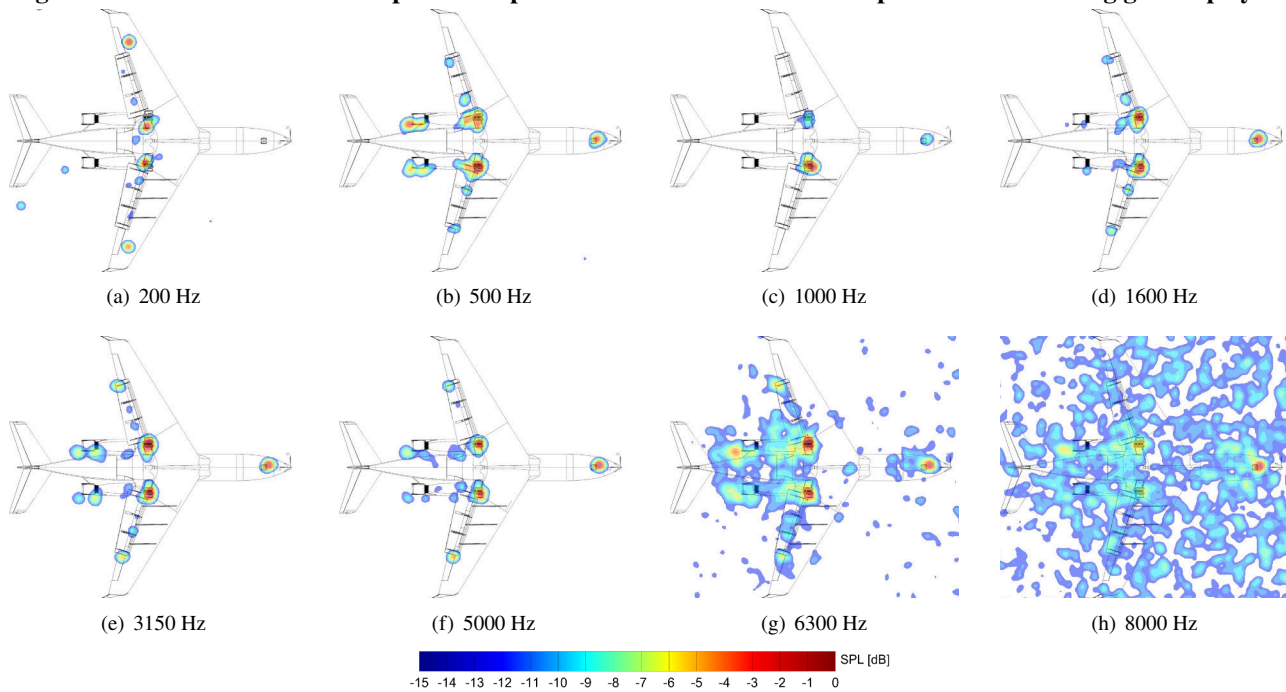 (a) 200 Hz
(b) 500 Hz
(c) 1000 Hz
(d) 1600 Hz
(e) 3150 Hz
(f) 5000 Hz
(g) 6300 Hz
(h) 8000 Hz
SPL [dB]
-15 -14 -13 -12 -11 -10 -9 -8 -7 -6 -5 -4 -3 -2 -1 0